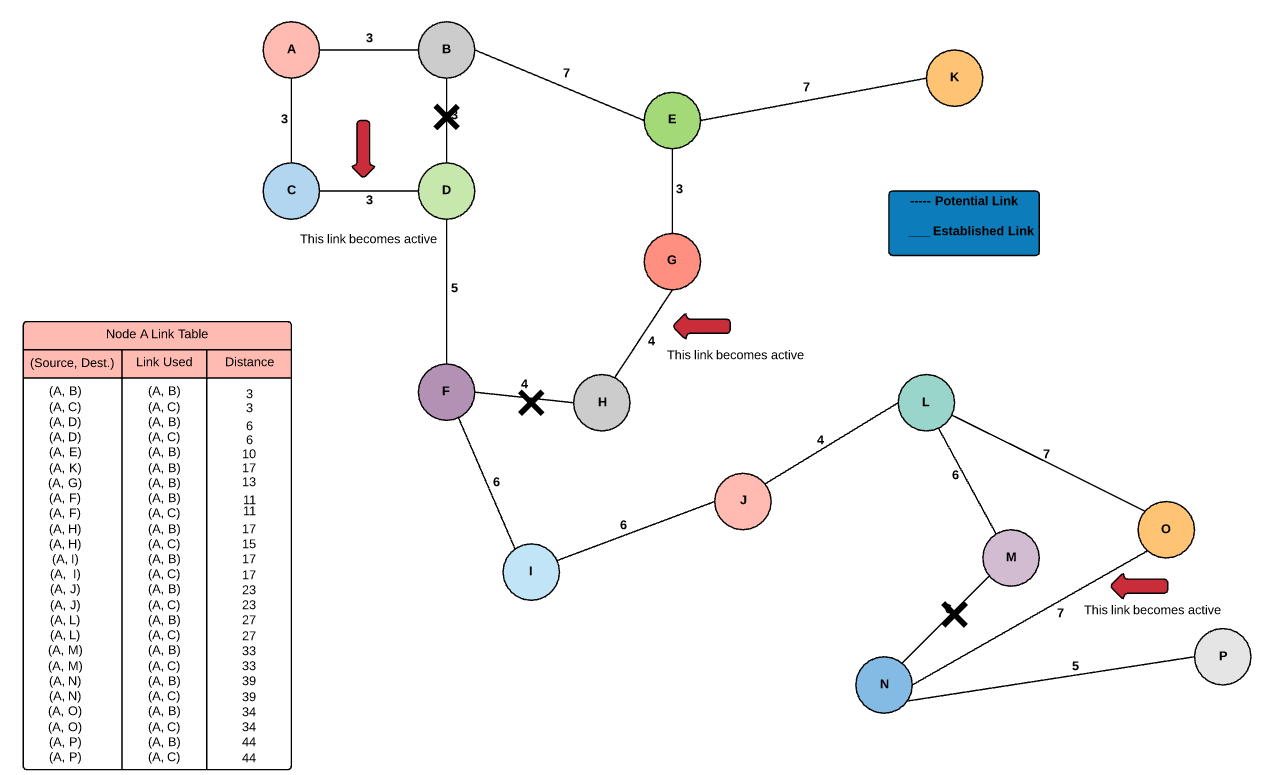 A
3
B
7
7
K
E
3
3
C
3
D
This link becomes active
3
----- Potential Link
___ Established Link
G
5
4
This link becomes active
Node A Link Table
(Source, Dest.) Link Used Distance
(A, B) (A, B) 3
(A, C) (A, C) 3
(A, D) (A, B) 6
(A, D) (A, C) 6
(A, E) (A, B) 10
(A, K) (A, B) 17
(A, G) (A, B) 13
(A, F) (A, B) 11
(A, F) (A, C) 11
(A, H) (A, B) 17
(A, H) (A, C) 15
(A, I) (A, B) 17
(A, I) (A, C) 17
(A, J) (A, B) 23
(A, J) (A, C) 23
(A, L) (A, B) 27
(A, L) (A, C) 27
(A, M) (A, B) 33
(A, M) (A, C) 33
(A, N) (A, B) 39
(A, N) (A, C) 39
(A, O) (A, B) 34
(A, O) (A, C) 34
(A, P) (A, B) 44
(A, P) (A, C) 44
F
4
H
6
I
6
J
4
L
7
6
O
M
This link becomes active
7
N
5
P